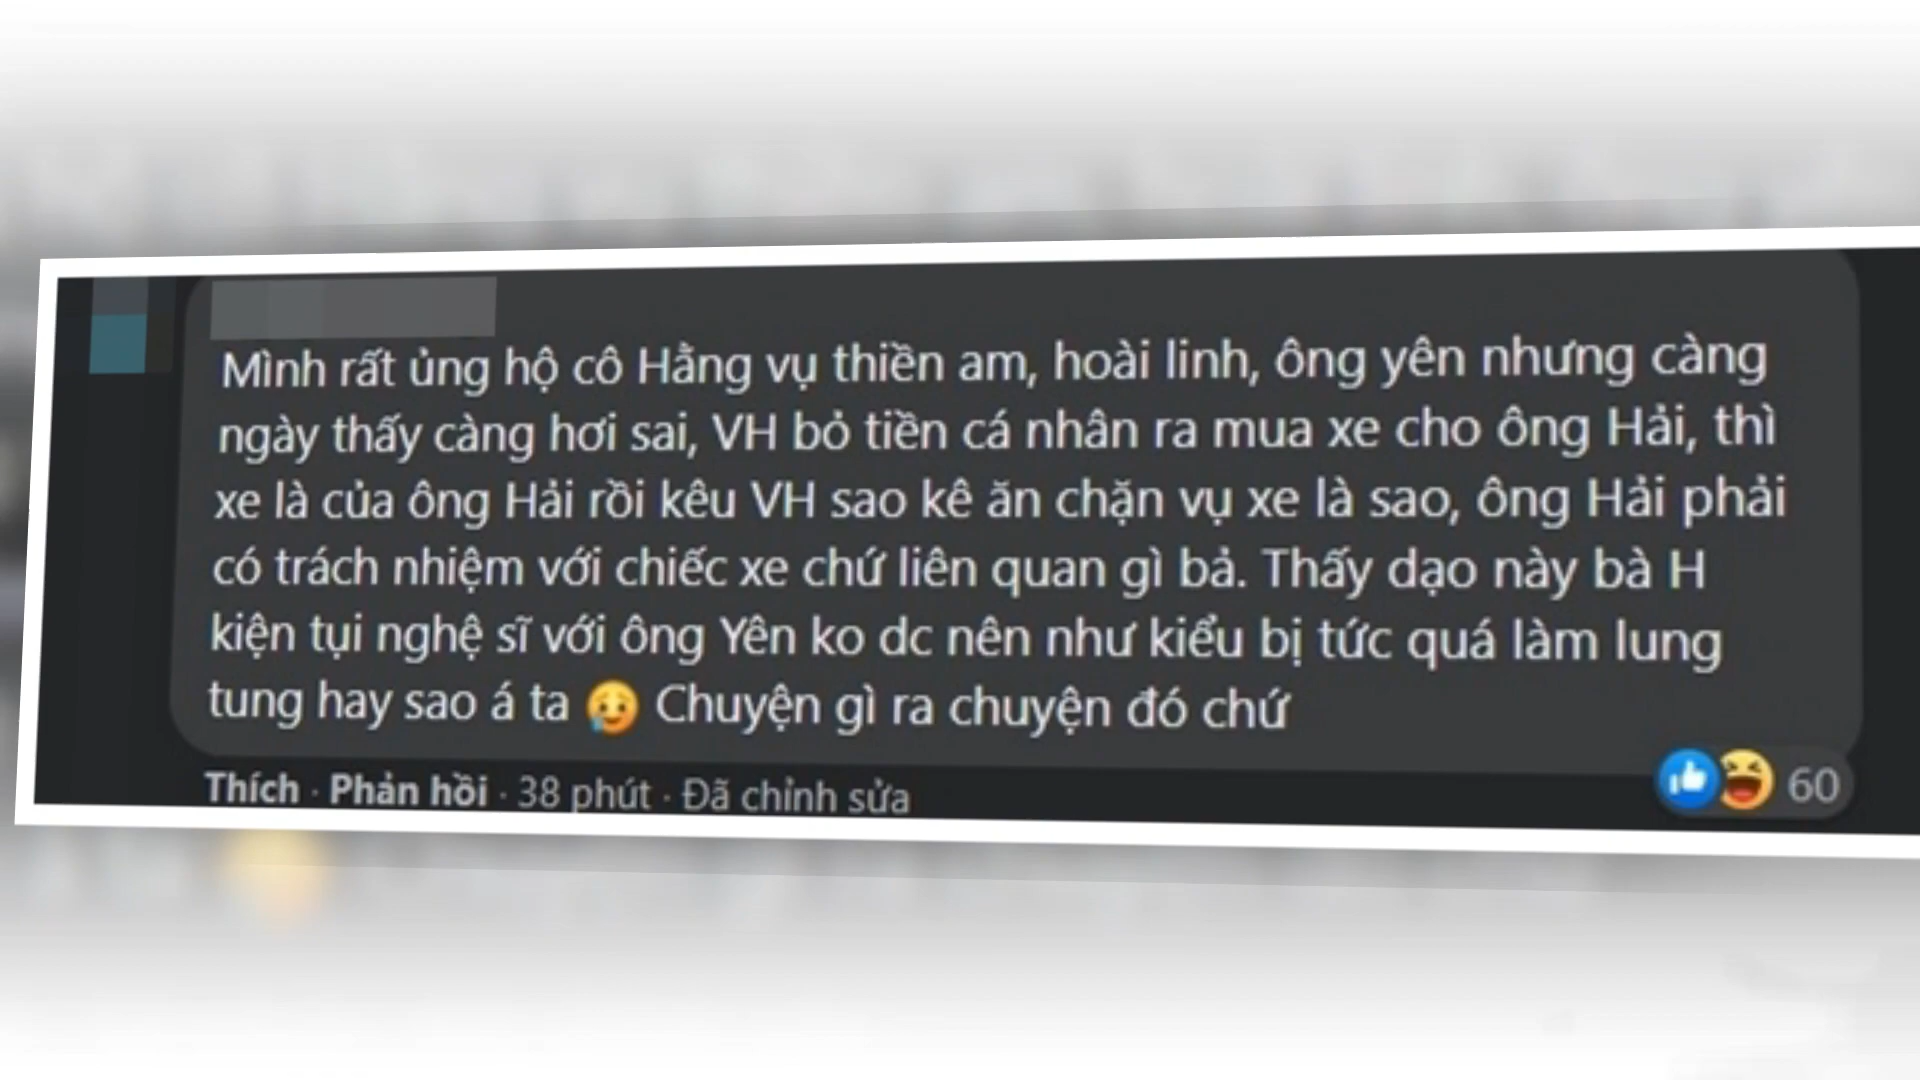 Mình rất ủng hộ cô Hằng vụ thiền am, hoài linh, ông yên nhưng càng
ngày thấy càng hơi sai, VH bỏ tiền cá nhân ra mua xe cho ông Hải, thì
xe là của ông Hải rồi kêu VH sao kê ăn chặn vụ xe là sao, ông Hải phải
có trách nhiệm với chiếc xe chứ liên quan gì bả. Thấy dạo này bà H
kiện tụi nghệ sĩ với ông Yên ko dc nên như kiểu bị tức quá làm lung
tung hay sao á ta 🥲 Chuyện gì ra chuyện đó chứ
Thích · Phản hồi · 38 phút · Đã chỉnh sửa
60